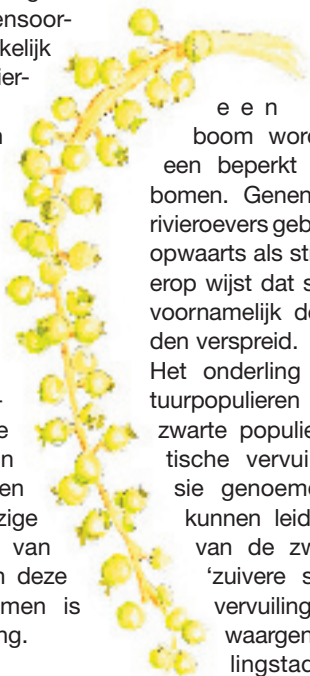 ensoor-
kelijk
ier-
e e n
boom word
een beperkt
bomen. Genen
rivieroevers geb
opwaarts als st
erop wijst dat s
voornamelijk de
den verspreid.
Het onderling
tuurpopulieren
zwarte populie
tische vervui
sie genoeme
kunnen leid
van de zw
'zuivere s
vervuiling
waargen
lingstad
e
n
en
zige
van
n deze
men is
ng.